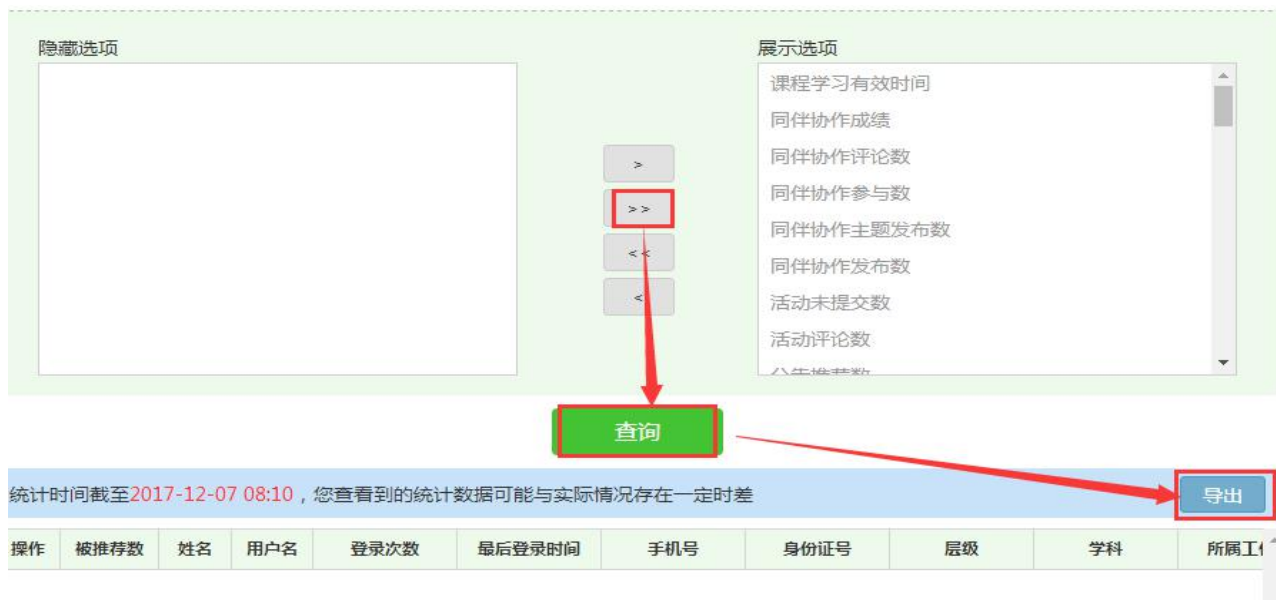 隐藏选项
展示选项
课程学习有效时间
同伴协作成绩
同伴协作评论数
同伴协作参与数
同伴协作主题发布数
同伴协作发布数
活动未提交数
活动评论数
>
>>
<<
<
查询
统计时间截至2017-12-07 08:10，您查看到的统计数据可能与实际情况存在一定时差
导出
操作 被推荐数 姓名 用户名 登录次数 最后登录时间 手机号 身份证号 层级 学科 所属工